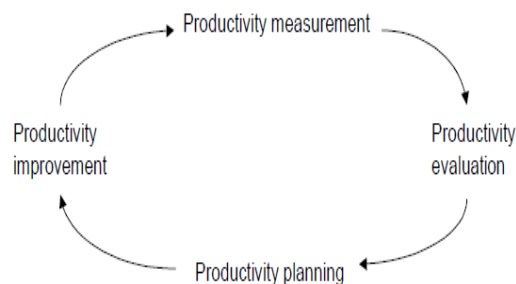 Productivity measurement
Productivity
improvement
Productivity
evaluation
Productivity planning